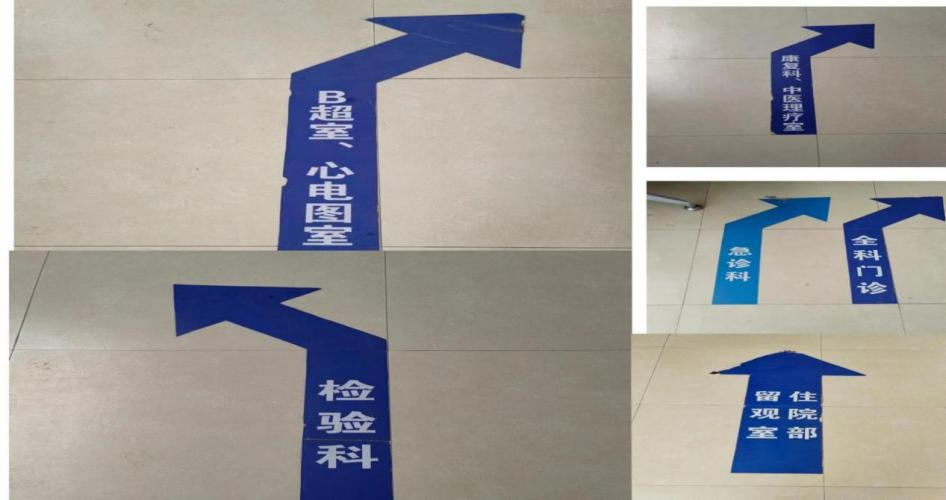 B超室、心电图室
康复科、中医理疗室
急诊科
全科门诊
检验科
住院部
留观室